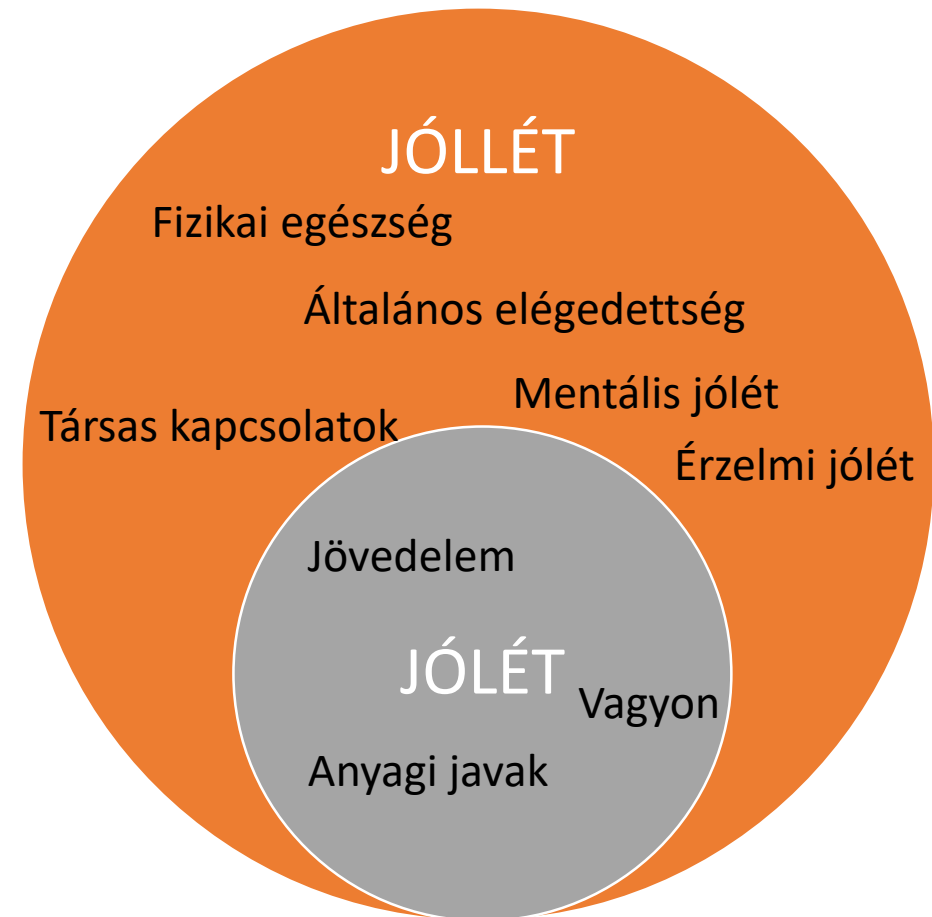 JÓLLÉT
Fizikai egészség
Általános elégedettség
Mentális jólét
Társas kapcsolatok
Érzelmi jólét
Jövedelem
JÓLÉT
Vagyon
Anyagi javak